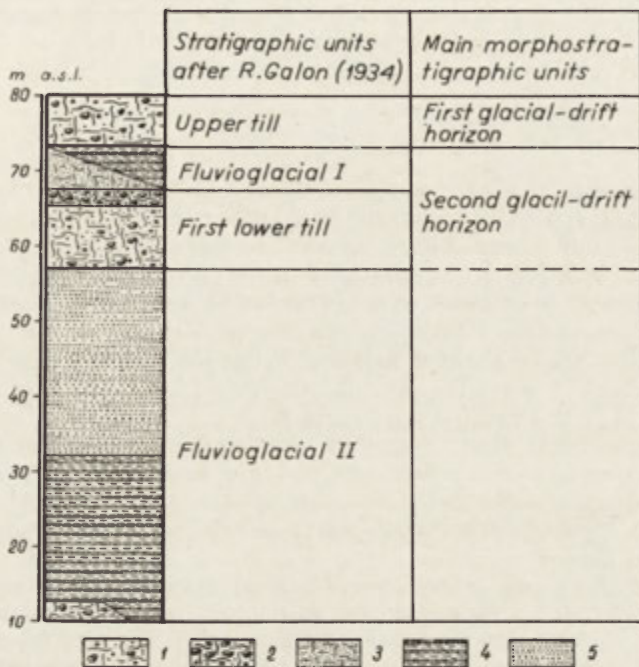 Stratigraphic units
after R.Galon (1934)
Main morphostra-
tigraphic units
m a.s.l.
80
Upper till
First glacial-drift
horizon
70
Fluvioglacial I
Second glacil-drift
horizon
60
First lower till
50
40
30
Fluvioglacial II
20
10
1 2 3 4 5